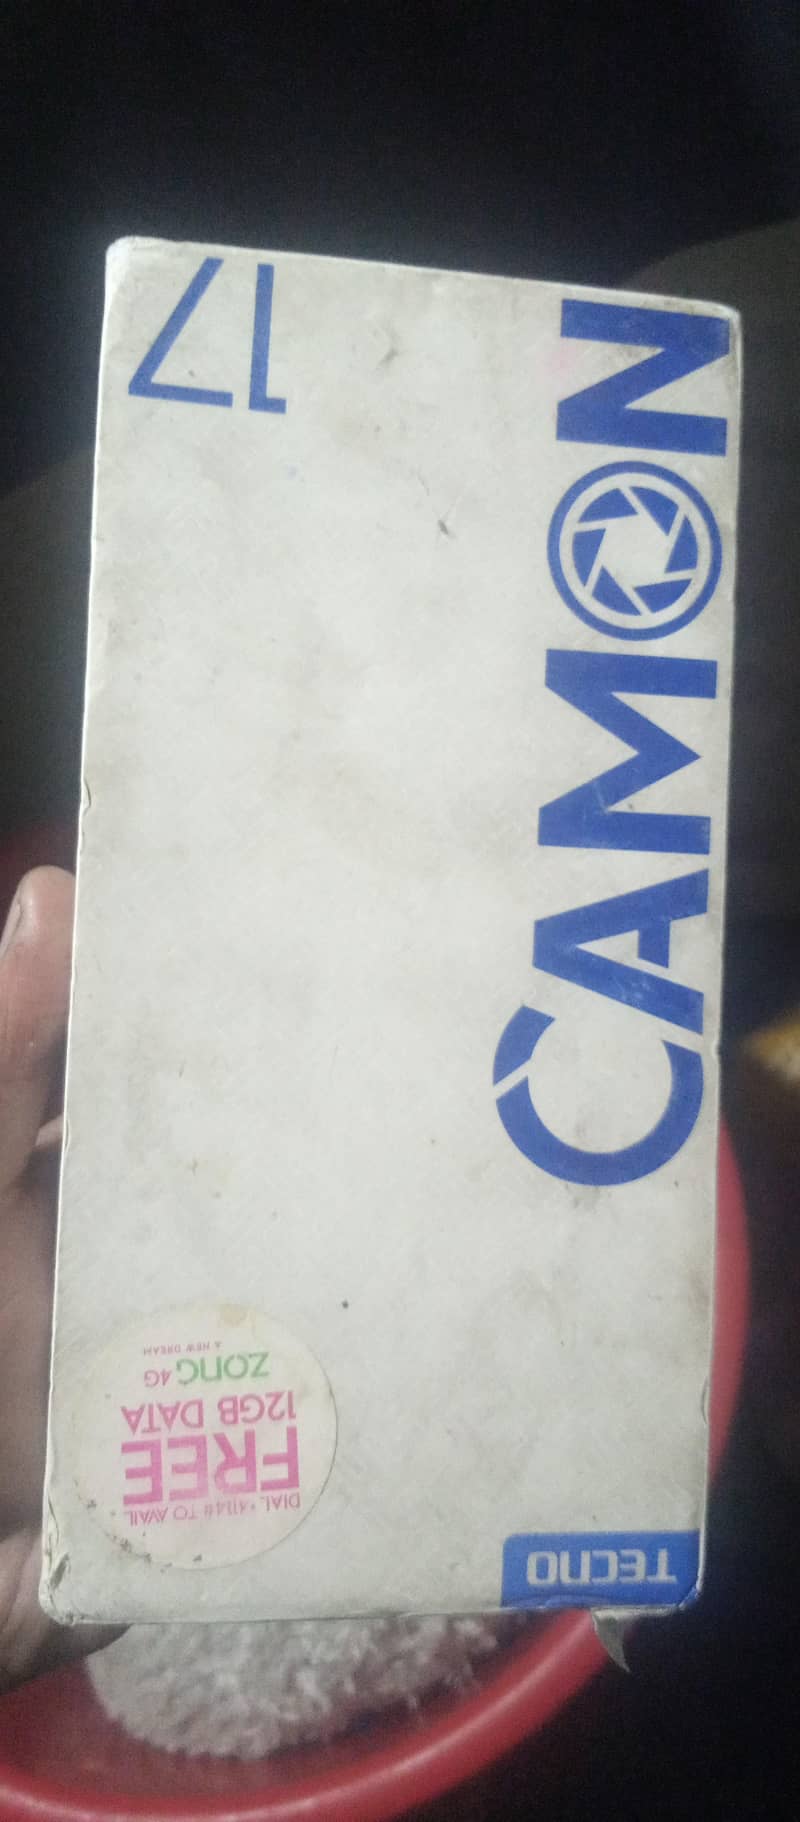 TECNO
CAMON
17
DIAL *4114# TO AVAIL
FREE
12GB DATA
ZONG 4G
A NEW DREAM